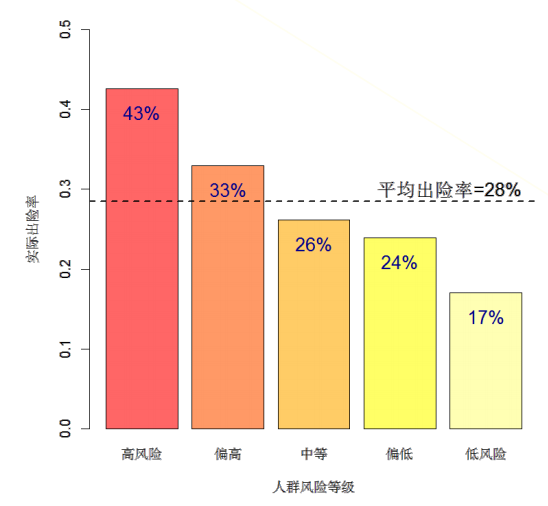 0.5
0.4
0.3
0.2
0.1
0.0
实际出险率
43%
33%
26%
24%
17%
平均出险率=28%
高风险
偏高
中等
偏低
低风险
人群风险等级